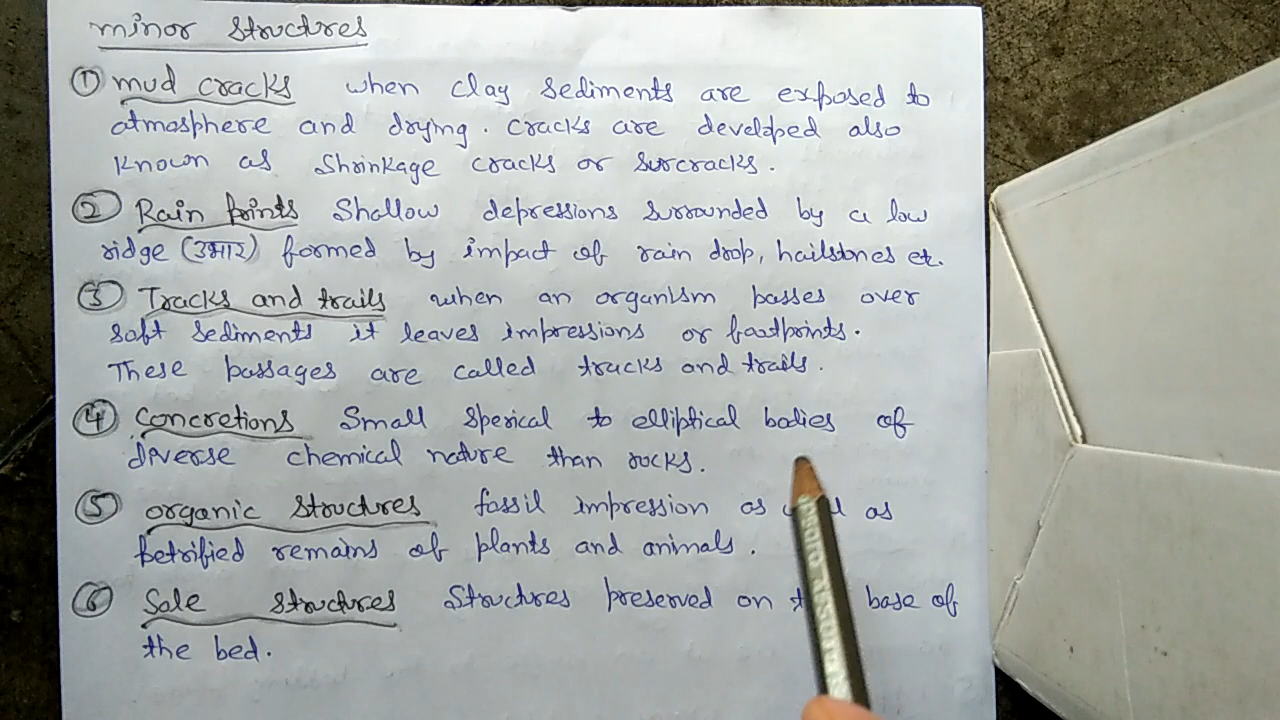 minor structures
① mud cracks when clay sediments are exposed to
atmosphere and drying. cracks are developed also
known as shrinkage cracks or surcracks.
② Rain prints Shallow depressions surrounded by a low
ridge (उभार) formed by impact of rain drop, hailstones etc.
③ Tracks and trails when an organism passes over
soft sediments it leaves impressions or footprints.
These passages are called tracks and trails.
④ Concretions Small sperical to elliptical bodies of
diverse chemical nature than rocks.
⑤ organic structures fossil impression as as
petrified remains of plants and animals.
⑥ Sole structures Structures preserved on base of
the bed.